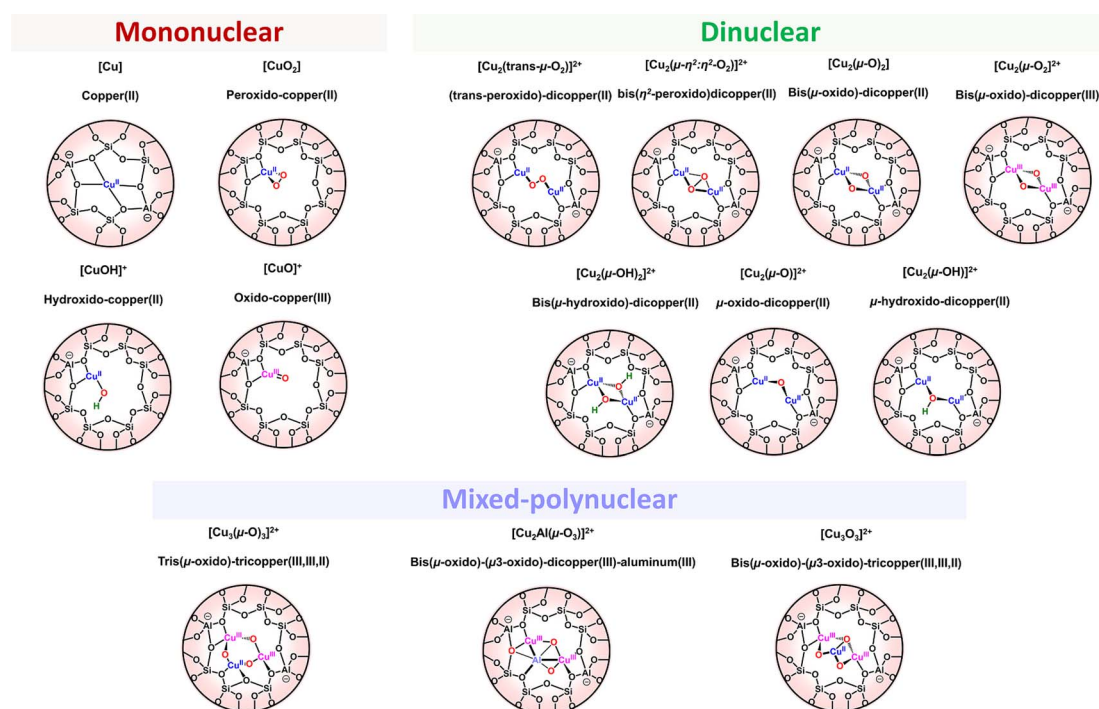 Mononuclear
[Cu]
Copper(II)
[CuO₂]
Peroxido-copper(II)
[CuOH]⁺
Hydroxido-copper(II)
[CuO]⁺
Oxido-copper(III)
Dinuclear
[Cu₂(trans-µ-O₂)]²⁺
(trans-peroxido)-dicopper(II)
[Cu₂(µ-η²:η²-O₂)]²⁺
bis(η²-peroxido)dicopper(II)
[Cu₂(µ-O)₂]
Bis(µ-oxido)-dicopper(II)
[Cu₂(µ-O₂]²⁺
Bis(µ-oxido)-dicopper(III)
[Cu₂(µ-OH)₂]²⁺
Bis(µ-hydroxido)-dicopper(II)
[Cu₂(µ-O)]²⁺
µ-oxido-dicopper(II)
[Cu₂(µ-OH)]²⁺
µ-hydroxido-dicopper(II)
Mixed-polynuclear
[Cu₃(µ-O)₃]²⁺
Tris(µ-oxido)-tricopper(III,III,II)
[Cu₂Al(µ-O₃)]²⁺
Bis(µ-oxido)-(µ3-oxido)-dicopper(III)-aluminum(III)
[Cu₃O₃]²⁺
Bis(µ-oxido)-(µ3-oxido)-tricopper(III,III,II)